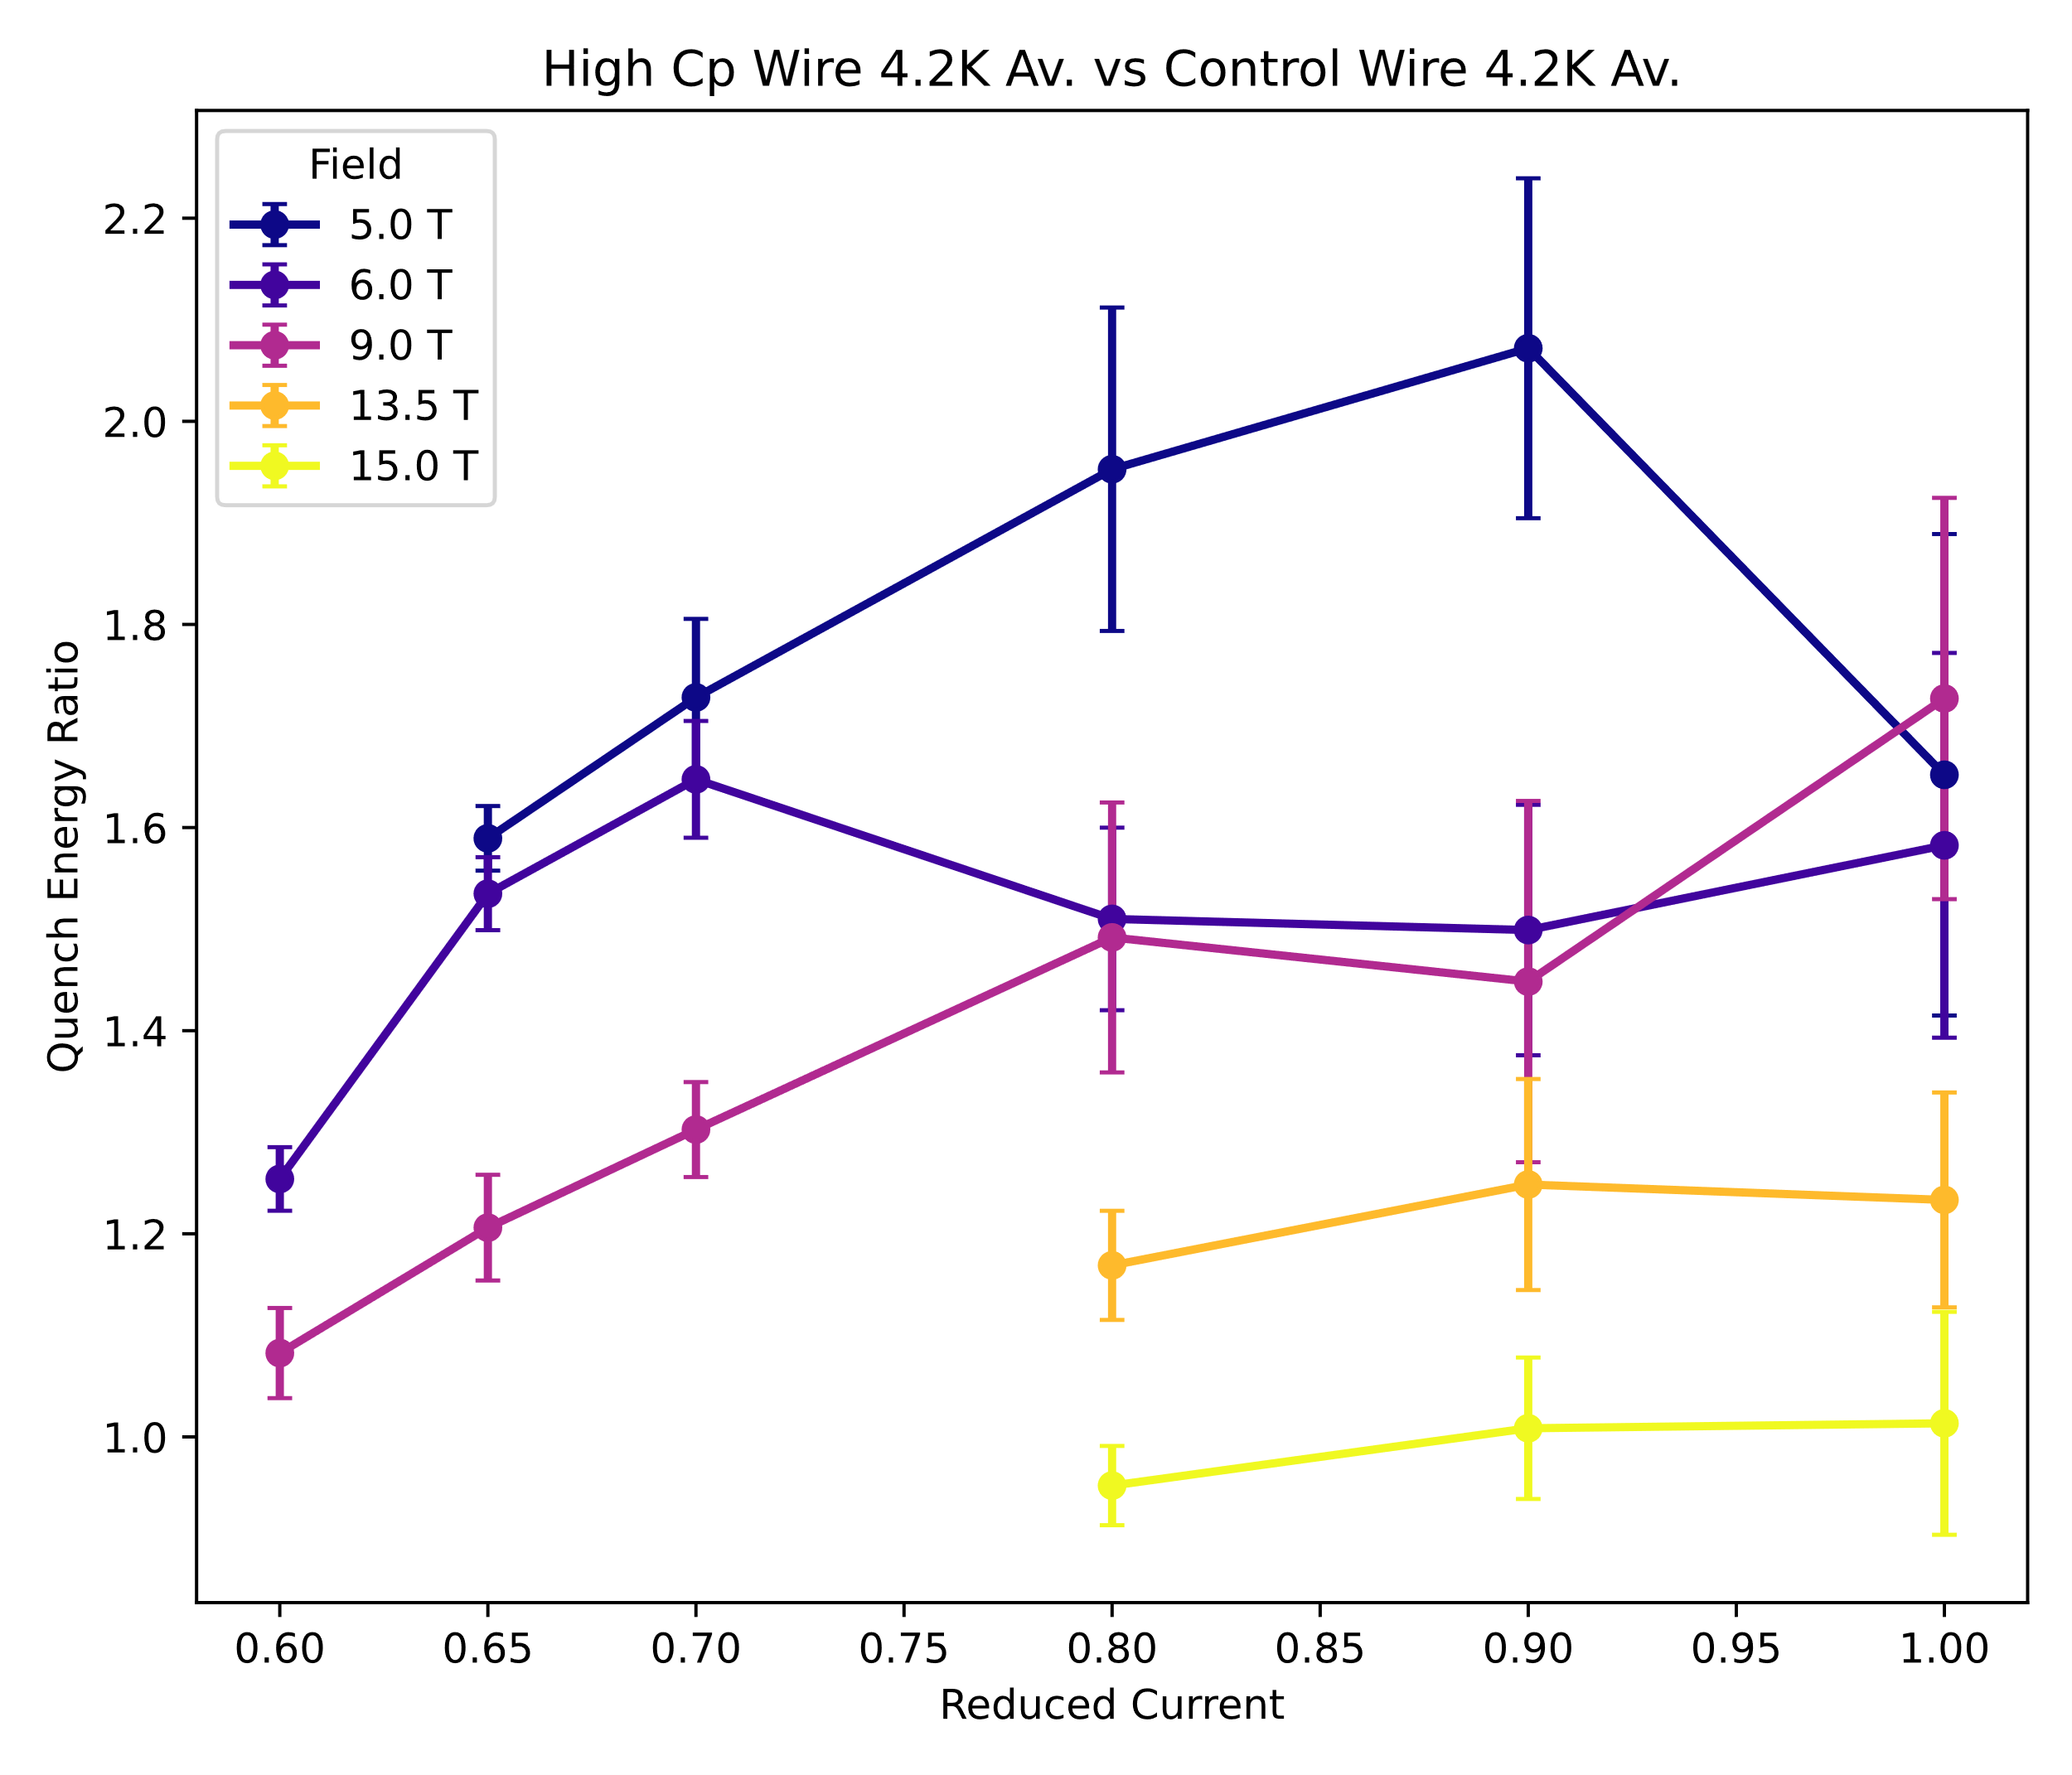 High Cp Wire 4.2K Av. vs Control Wire 4.2K Av.
Field
5.0 T
6.0 T
9.0 T
13.5 T
15.0 T
Quench Energy Ratio
2.2
2.0
1.8
1.6
1.4
1.2
1.0
0.60 0.65 0.70 0.75 0.80 0.85 0.90 0.95 1.00
Reduced Current